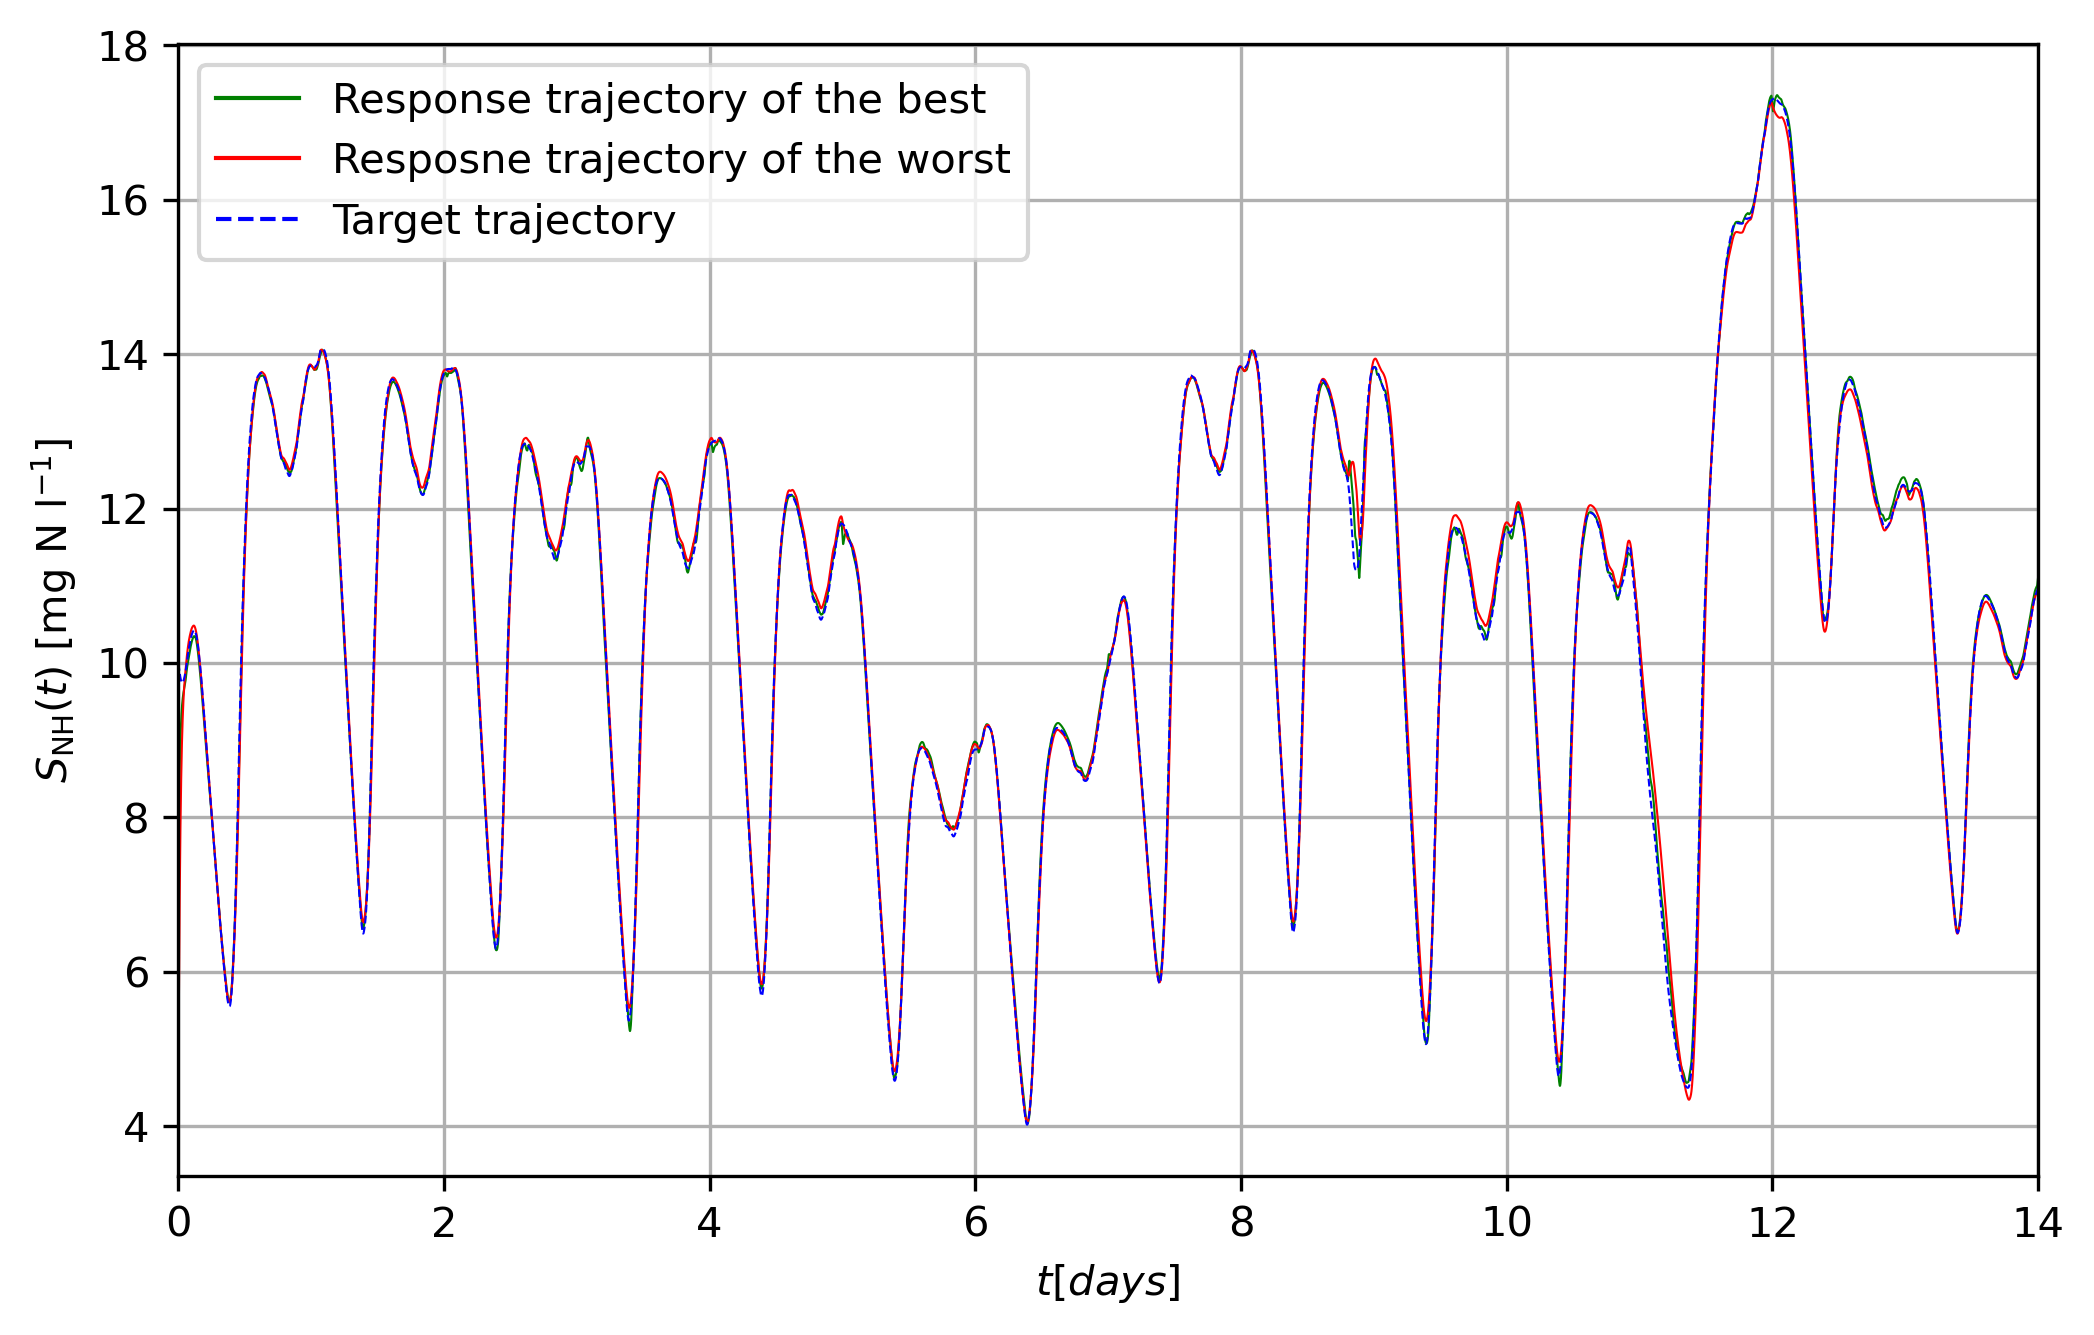 18
16
14
12
10
8
6
4
S_NH(t) [mg N l⁻¹]
Response trajectory of the best
Resposne trajectory of the worst
Target trajectory
0 2 4 6 8 10 12 14
t[days]